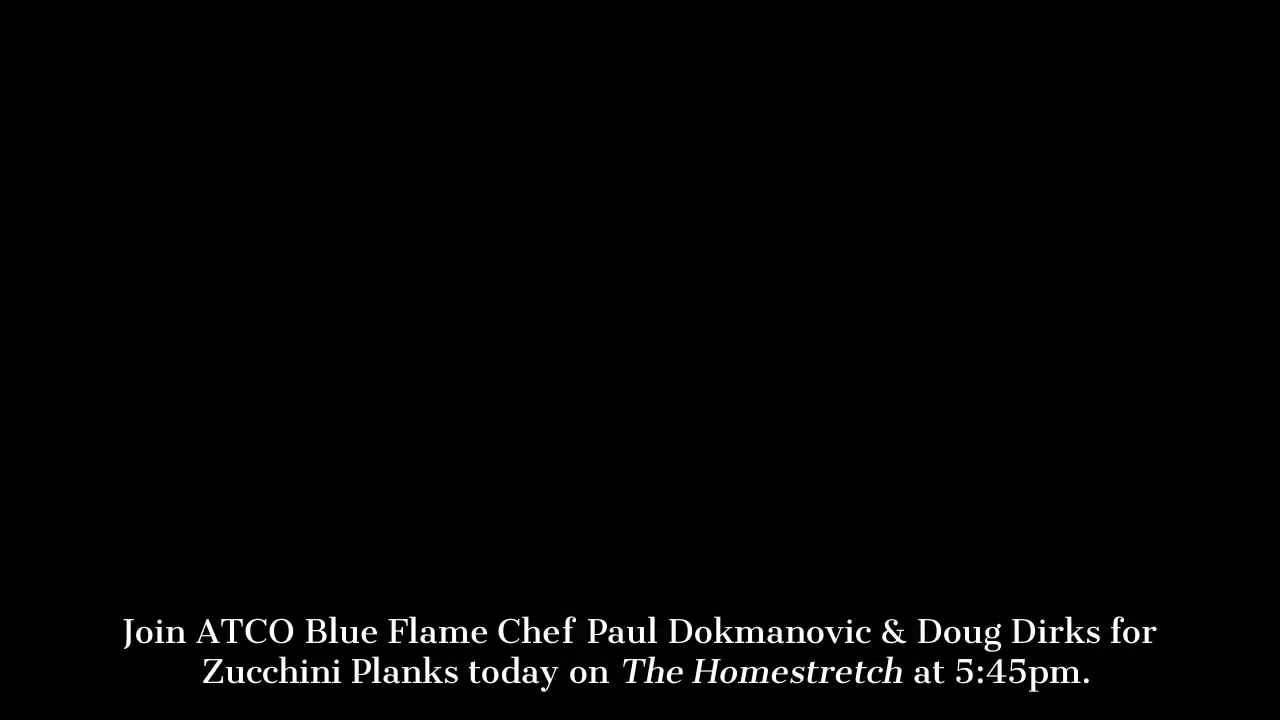 Join ATCO Blue Flame Chef Paul Dokmanovic & Doug Dirks for
Zucchini Planks today on The Homestretch at 5:45pm.